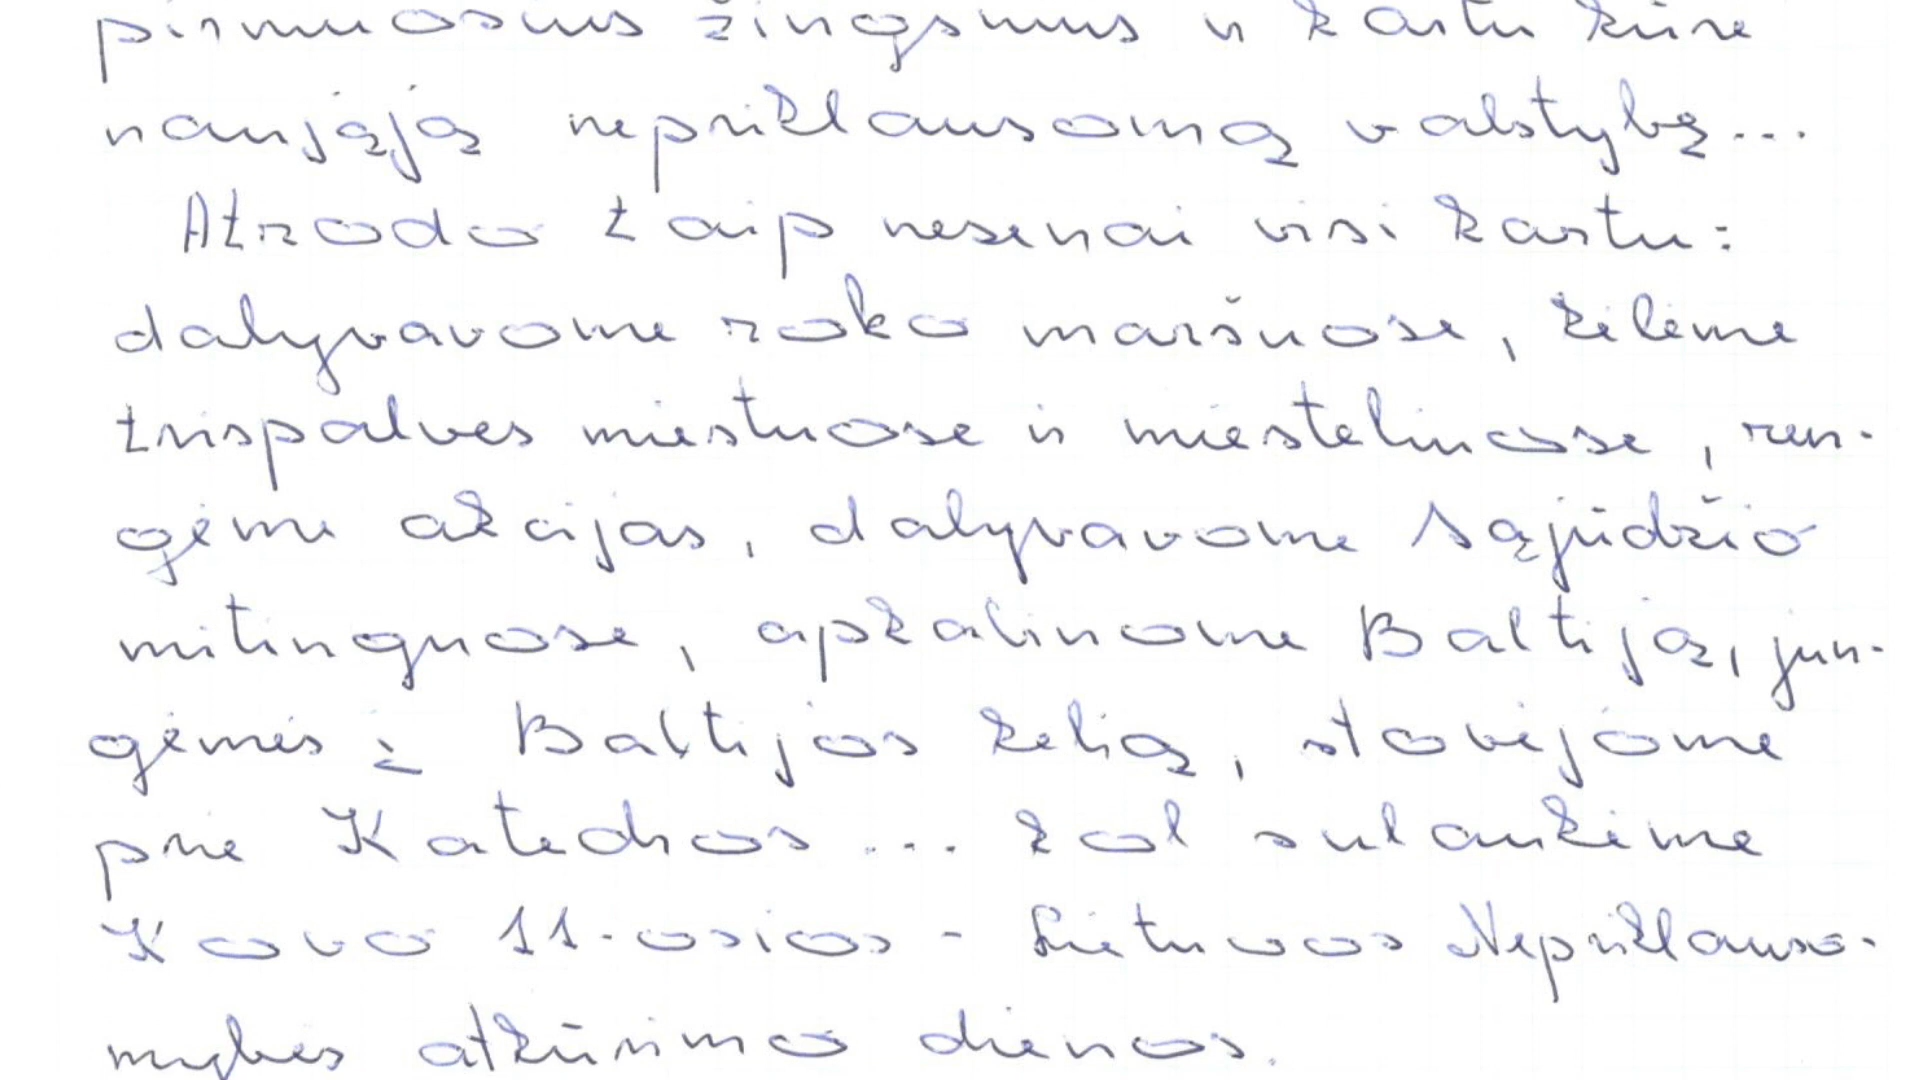 pirmuosius žingsnius ir kartu kūrė
naująją nepriklausomą valstybę...
Atrodo taip neseniai visi kartu:
dalyvavome roko maršuose, kėlėme
trispalves miestuose ir miesteliuose, ren-
gėme akcijas, dalyvavome Sąjūdžio
mitinguose, apkabinome Baltiją, jun-
gėmės į Baltijos kelią, stovėjome
prie Katedros ... kol sulaukėme
Kovo 11-osios - Lietuvos Nepriklauso-
mybės atkūrimo dienos.